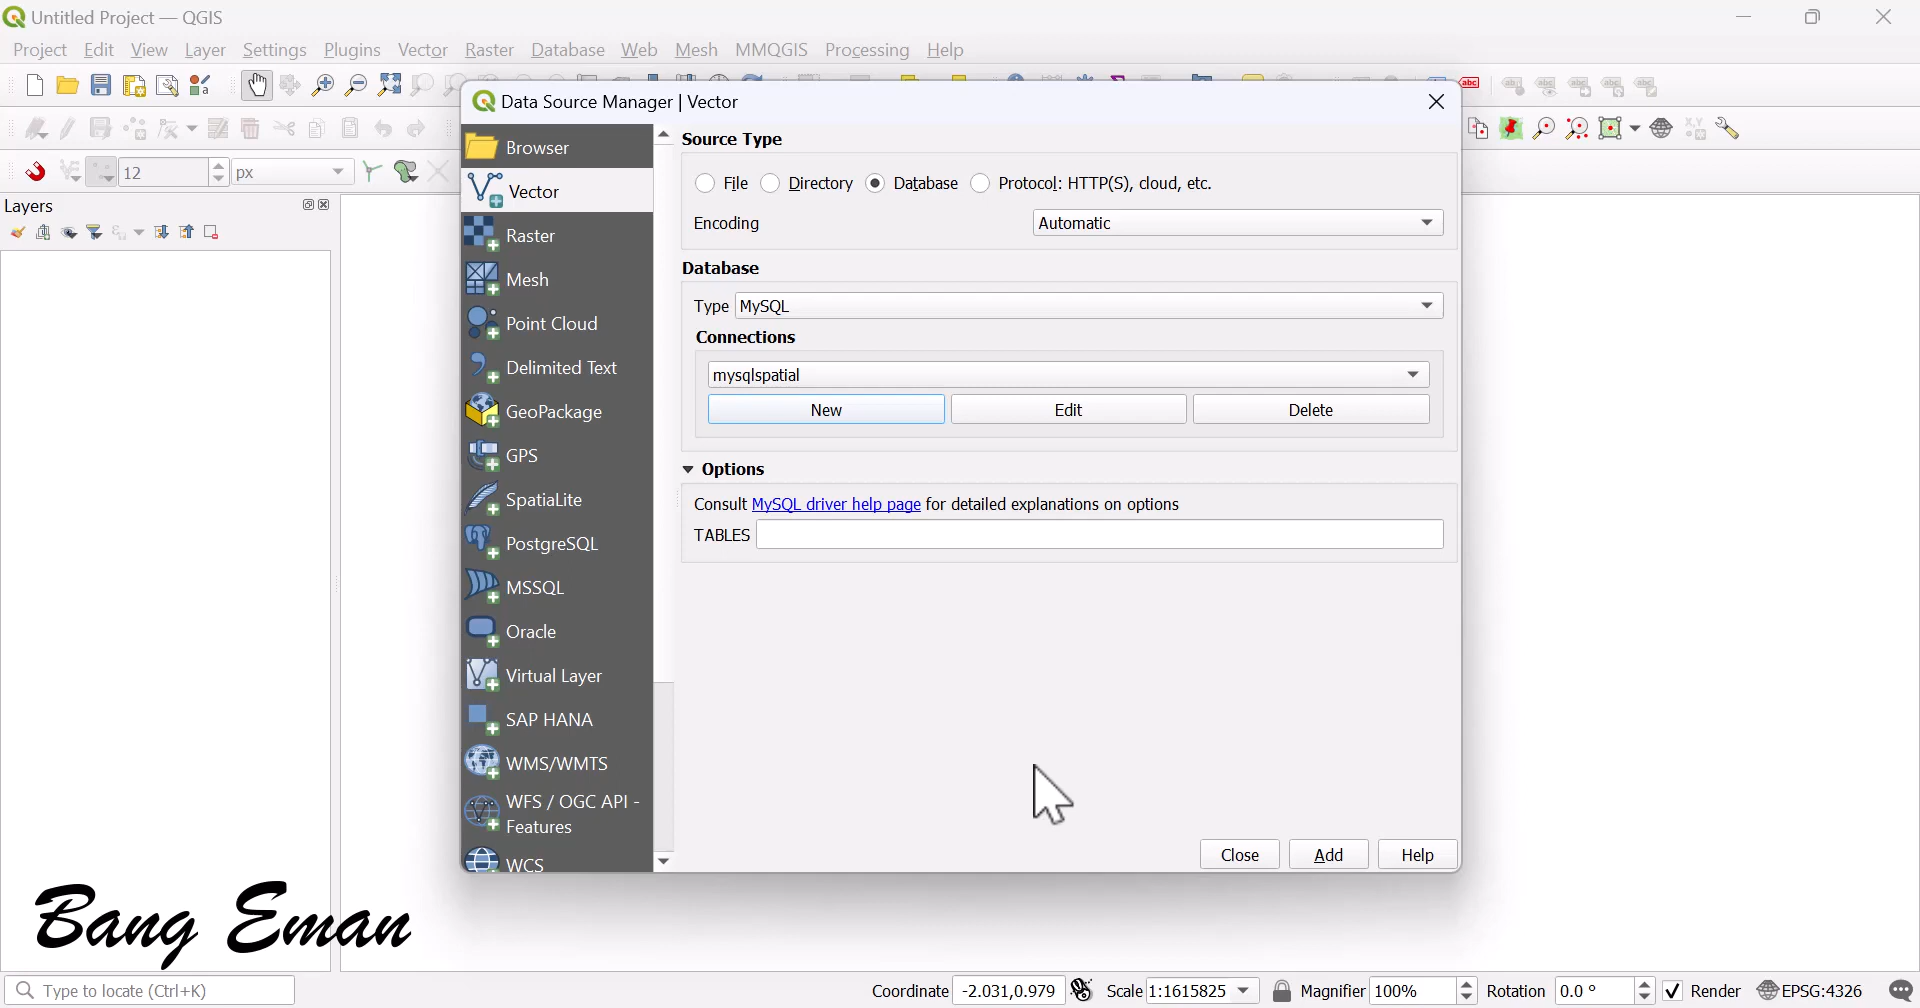 Untitled Project — QGIS
Project Edit View Layer Settings Plugins Vector Raster Database Web Mesh MMQGIS Processing Help
Data Source Manager | Vector
12 px
Layers
Browser
Vector
Raster
Mesh
Point Cloud
Delimited Text
GeoPackage
GPS
SpatiaLite
PostgreSQL
MSSQL
Oracle
Virtual Layer
SAP HANA
WMS/WMTS
WFS / OGC API -
Features
WCS
Source Type
File Directory Database Protocol: HTTP(S), cloud, etc.
Encoding Automatic
Database
Type MySQL
Connections
mysqlspatial
New Edit Delete
Options
Consult MySQL driver help page for detailed explanations on options
TABLES
Close Add Help
Bang Eman
Type to locate (Ctrl+K) Coordinate -2.031,0.979 Scale 1:1615825 Magnifier 100% Rotation 0.0 ° Render EPSG:4326